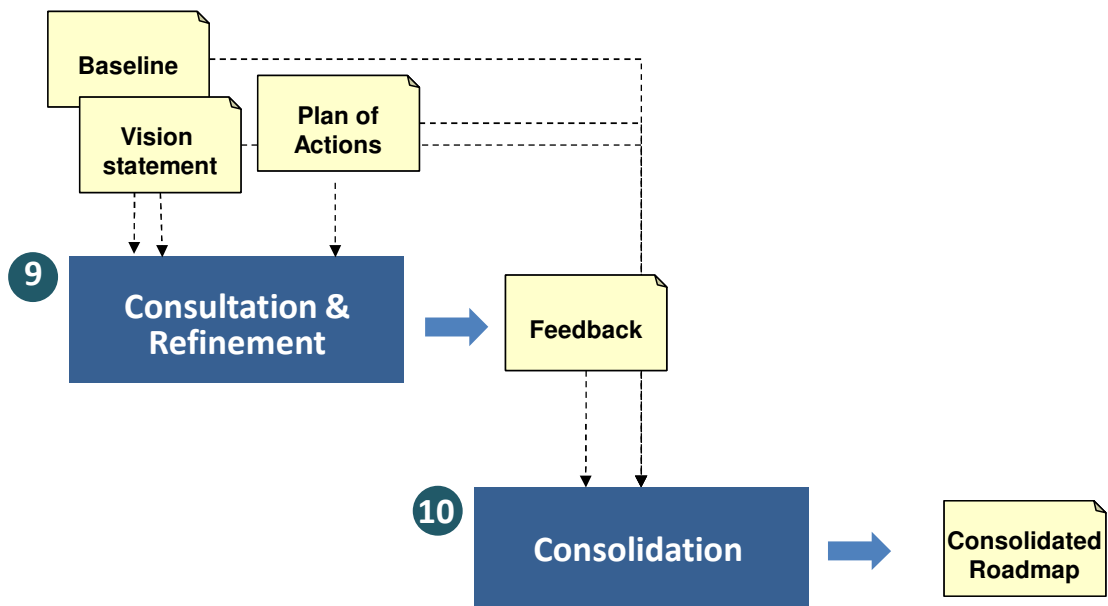 Baseline
Vision
statement
Plan of
Actions
9
Consultation &
Refinement
Feedback
10
Consolidation
Consolidated
Roadmap